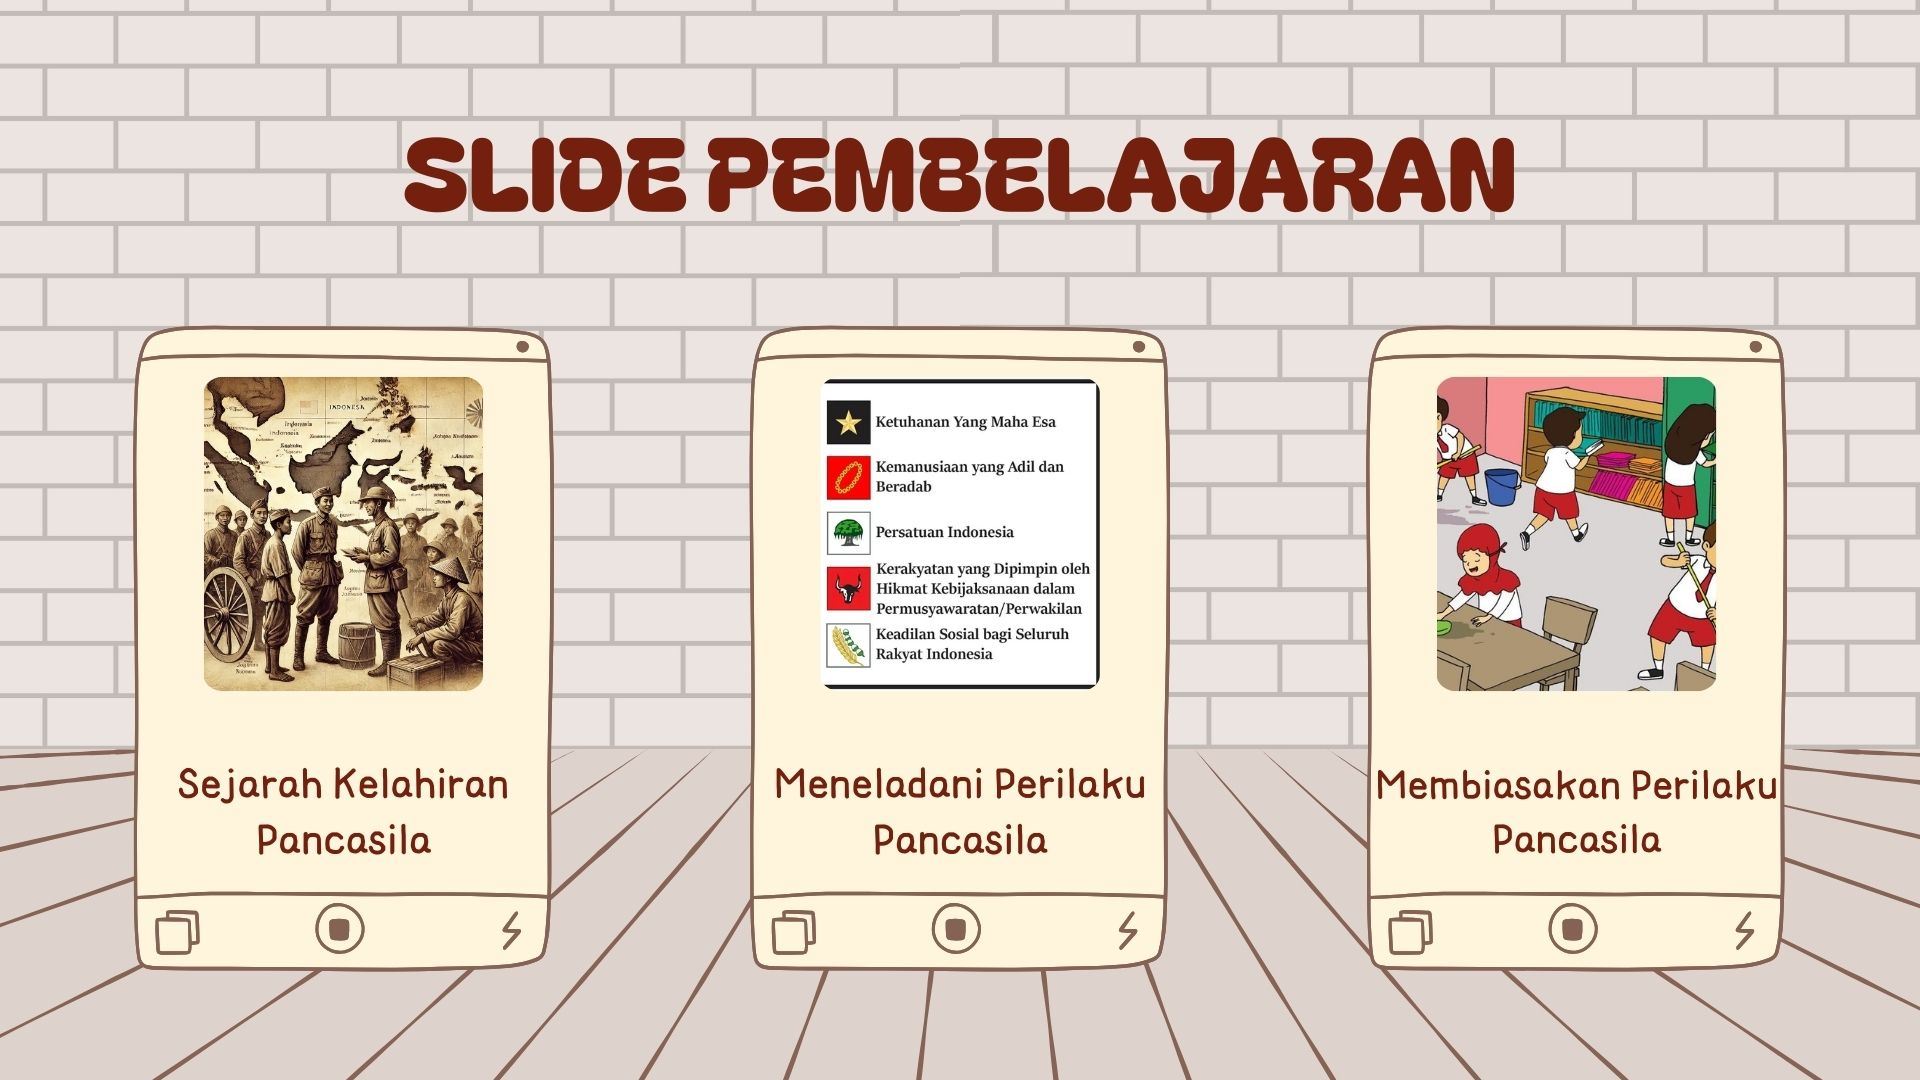 SLIDE PEMBELAJARAN
INDONESIA
Ketuhanan Yang Maha Esa
Kemanusiaan yang Adil dan
Beradab
Persatuan Indonesia
Kerakyatan yang Dipimpin oleh
Hikmat Kebijaksanaan dalam
Permusyawaratan/Perwakilan
Keadilan Sosial bagi Seluruh
Rakyat Indonesia
Sejarah Kelahiran
Pancasila
Meneladani Perilaku
Pancasila
Membiasakan Perilaku
Pancasila